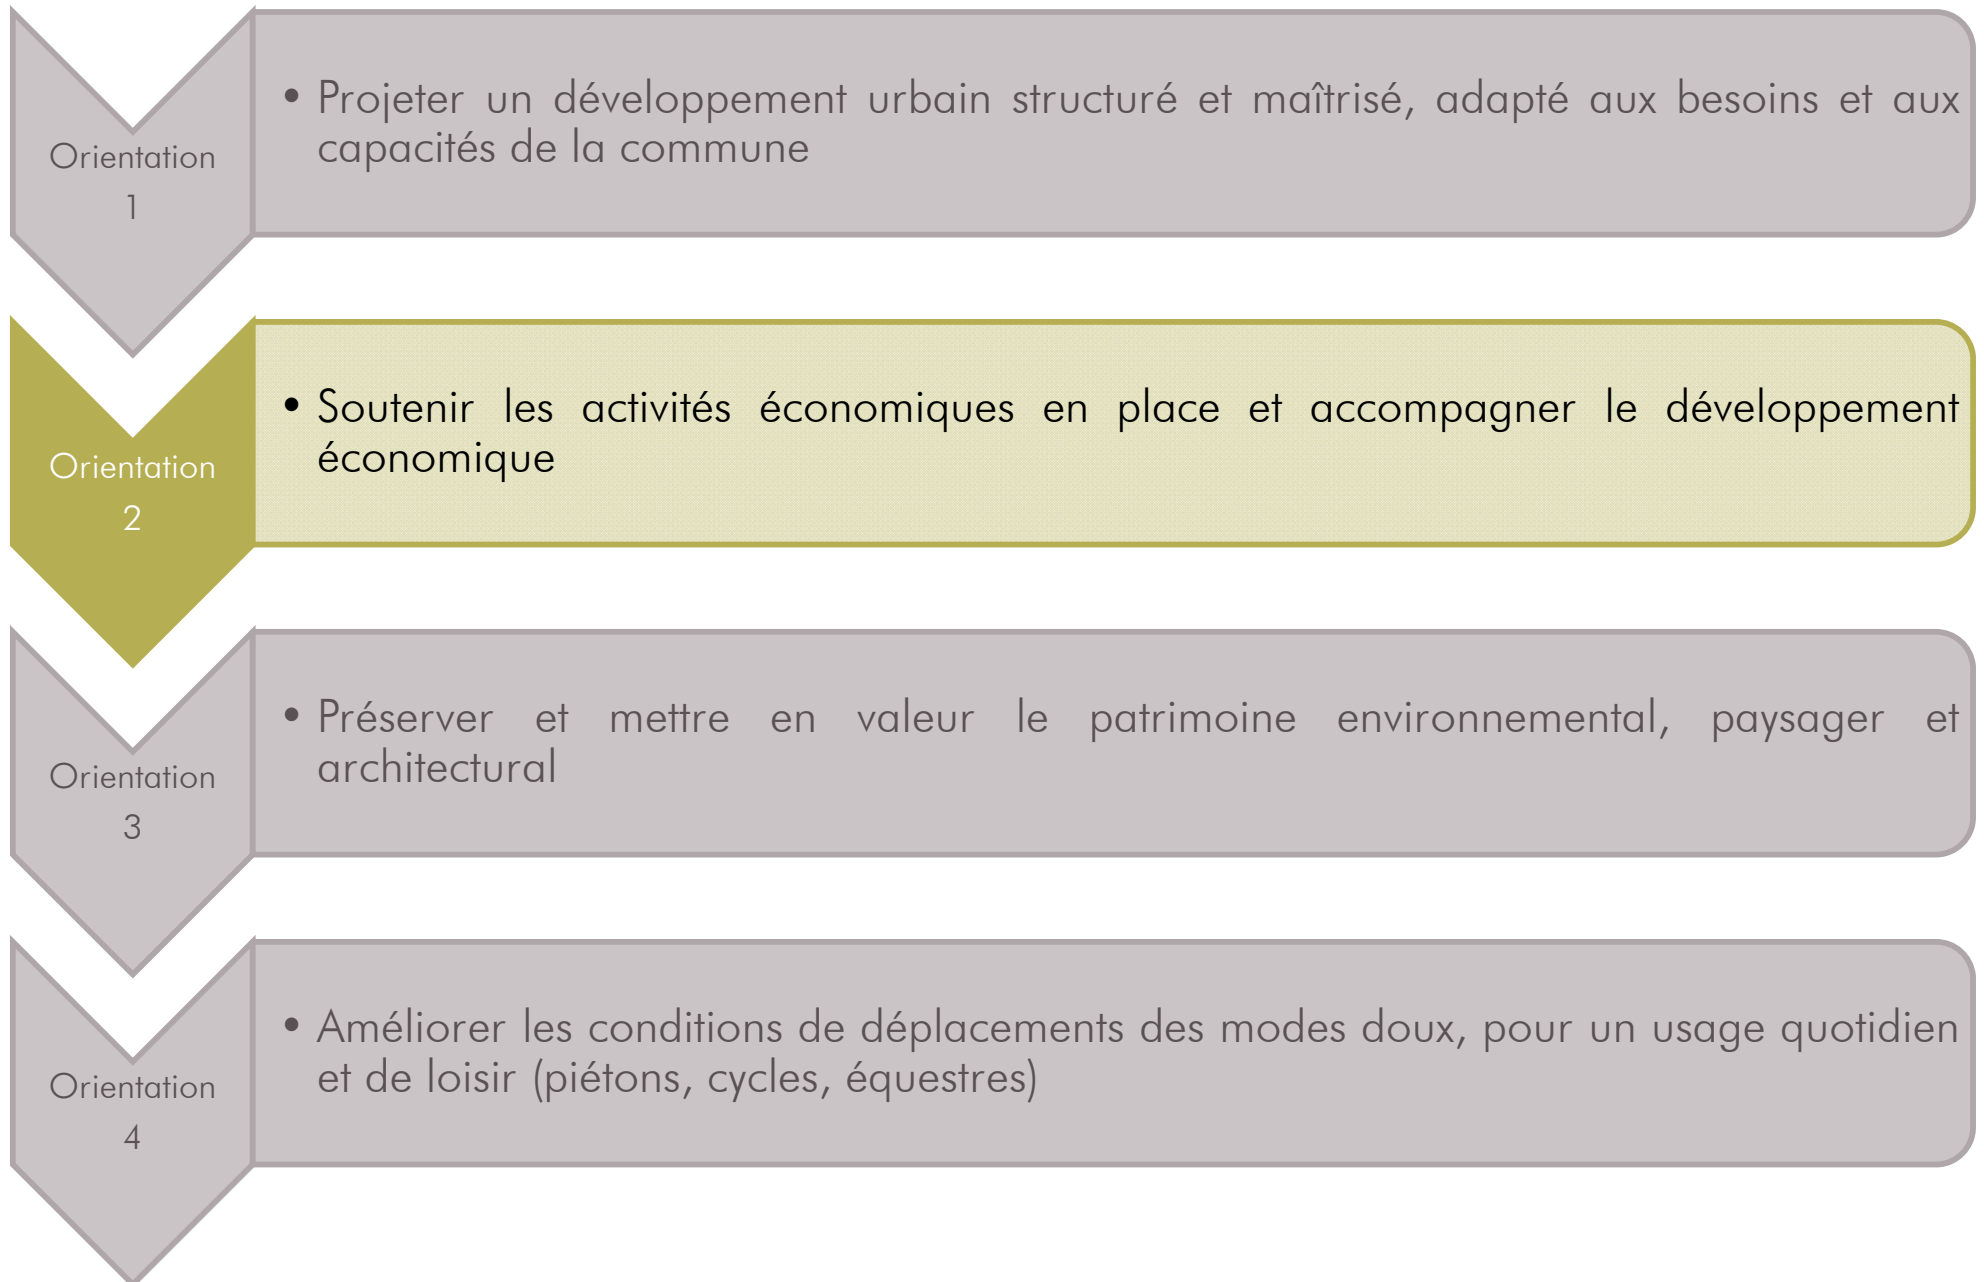 Orientation
1
• Projeter un développement urbain structuré et maîtrisé, adapté aux besoins et aux
capacités de la commune
Orientation
2
• Soutenir les activités économiques en place et accompagner le développement
économique
Orientation
3
• Préserver et mettre en valeur le patrimoine environnemental, paysager et
architectural
Orientation
4
• Améliorer les conditions de déplacements des modes doux, pour un usage quotidien
et de loisir (piétons, cycles, équestres)